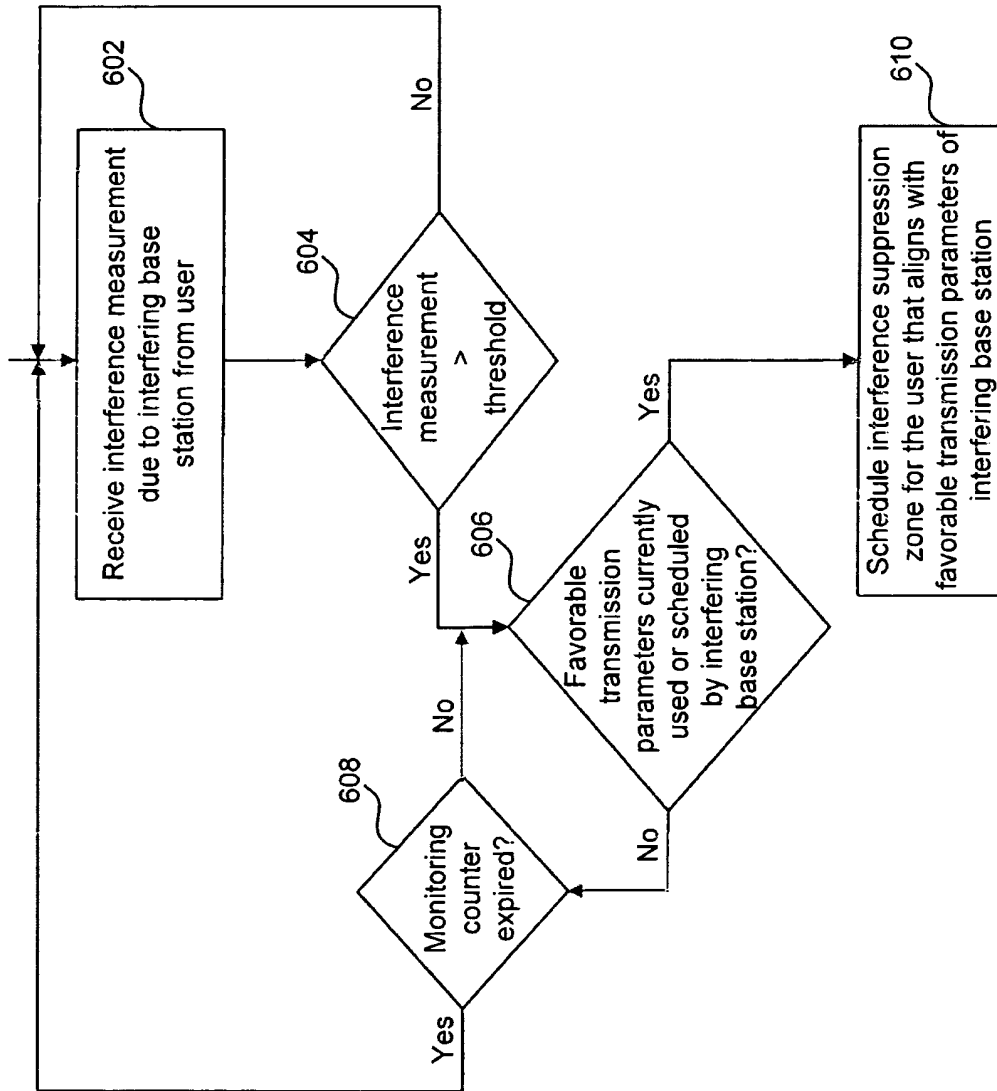 602
Receive interference measurement
due to interfering base
station from user
No
604
Interference
measurement
>
threshold
Yes
606
Favorable
transmission
parameters currently
used or scheduled
by interfering
base station?
Yes
No
608
Monitoring
counter
expired?
No
Yes
610
Schedule interference suppression
zone for the user that aligns with
favorable transmission parameters of
interfering base station